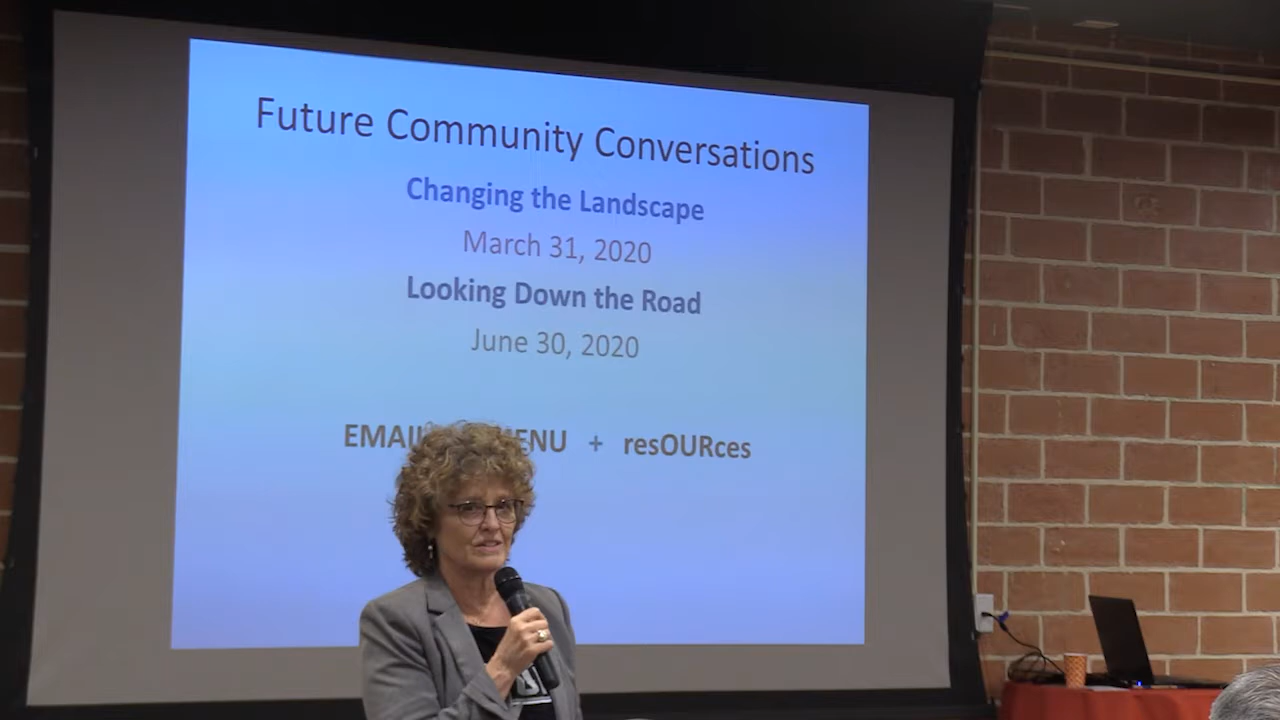 Future Community Conversations
Changing the Landscape
March 31, 2020
Looking Down the Road
June 30, 2020
+ resOURces